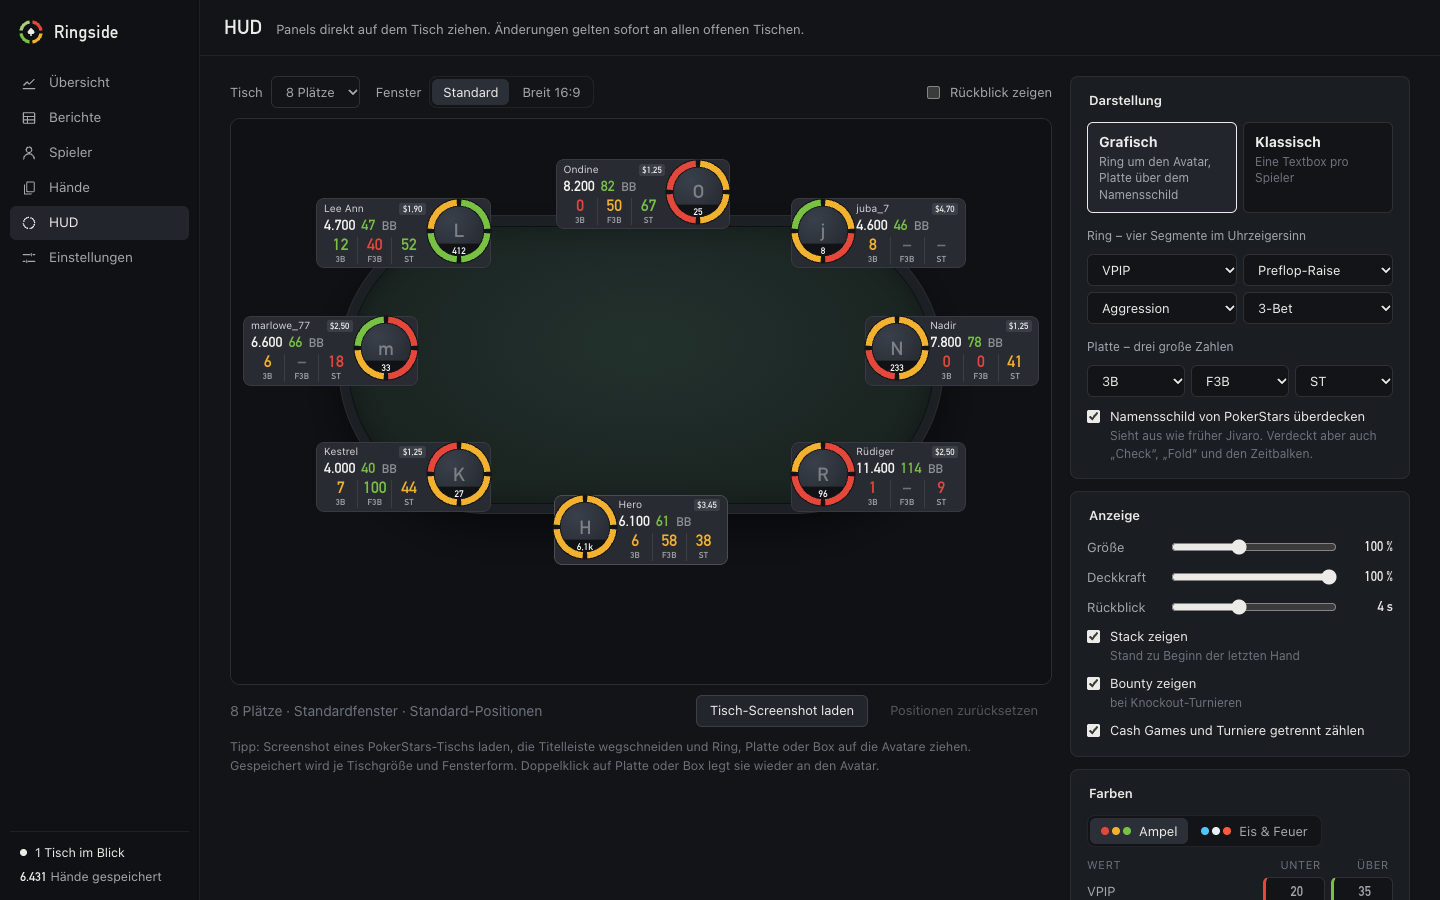 Ringside
Übersicht
Berichte
Spieler
Hände
HUD
Einstellungen
1 Tisch im Blick
6.431 Hände gespeichert
HUD Panels direkt auf dem Tisch ziehen. Änderungen gelten sofort an allen offenen Tischen.
Tisch 8 Plätze Fenster Standard Breit 16:9 Rückblick zeigen
Ondine $1,25
8.200 82 BB
0 50 67
3B F3B ST
O
25
Lee Ann $1,90
4.700 47 BB
12 40 52
3B F3B ST
L
412
juba_7 $4,70
4.600 46 BB
8 – –
3B F3B ST
j
8
marlowe_77 $2,50
6.600 66 BB
6 – 18
3B F3B ST
m
33
Nadir $1,25
7.800 78 BB
0 0 41
3B F3B ST
N
233
Kestrel $1,25
4.000 40 BB
7 100 44
3B F3B ST
K
27
Rüdiger $2,50
11.400 114 BB
1 – 9
3B F3B ST
R
96
Hero $3,45
6.100 61 BB
6 58 38
3B F3B ST
H
6.1k
8 Plätze · Standardfenster · Standard-Positionen
Tisch-Screenshot laden
Positionen zurücksetzen
Tipp: Screenshot eines PokerStars-Tischs laden, die Titelleiste wegschneiden und Ring, Platte oder Box auf die Avatare ziehen.
Gespeichert wird je Tischgröße und Fensterform. Doppelklick auf Platte oder Box legt sie wieder an den Avatar.
Darstellung
Grafisch
Ring um den Avatar,
Platte über dem
Namensschild
Klassisch
Eine Textbox pro
Spieler
Ring – vier Segmente im Uhrzeigersinn
VPIP Preflop-Raise
Aggression 3-Bet
Platte – drei große Zahlen
3B F3B ST
Namensschild von PokerStars überdecken
Sieht aus wie früher Jivaro. Verdeckt aber auch
„Check“, „Fold“ und den Zeitbalken.
Anzeige
Größe 100 %
Deckkraft 100 %
Rückblick 4 s
Stack zeigen
Stand zu Beginn der letzten Hand
Bounty zeigen
bei Knockout-Turnieren
Cash Games und Turniere getrennt zählen
Farben
Ampel Eis & Feuer
WERT UNTER ÜBER
VPIP 20 35